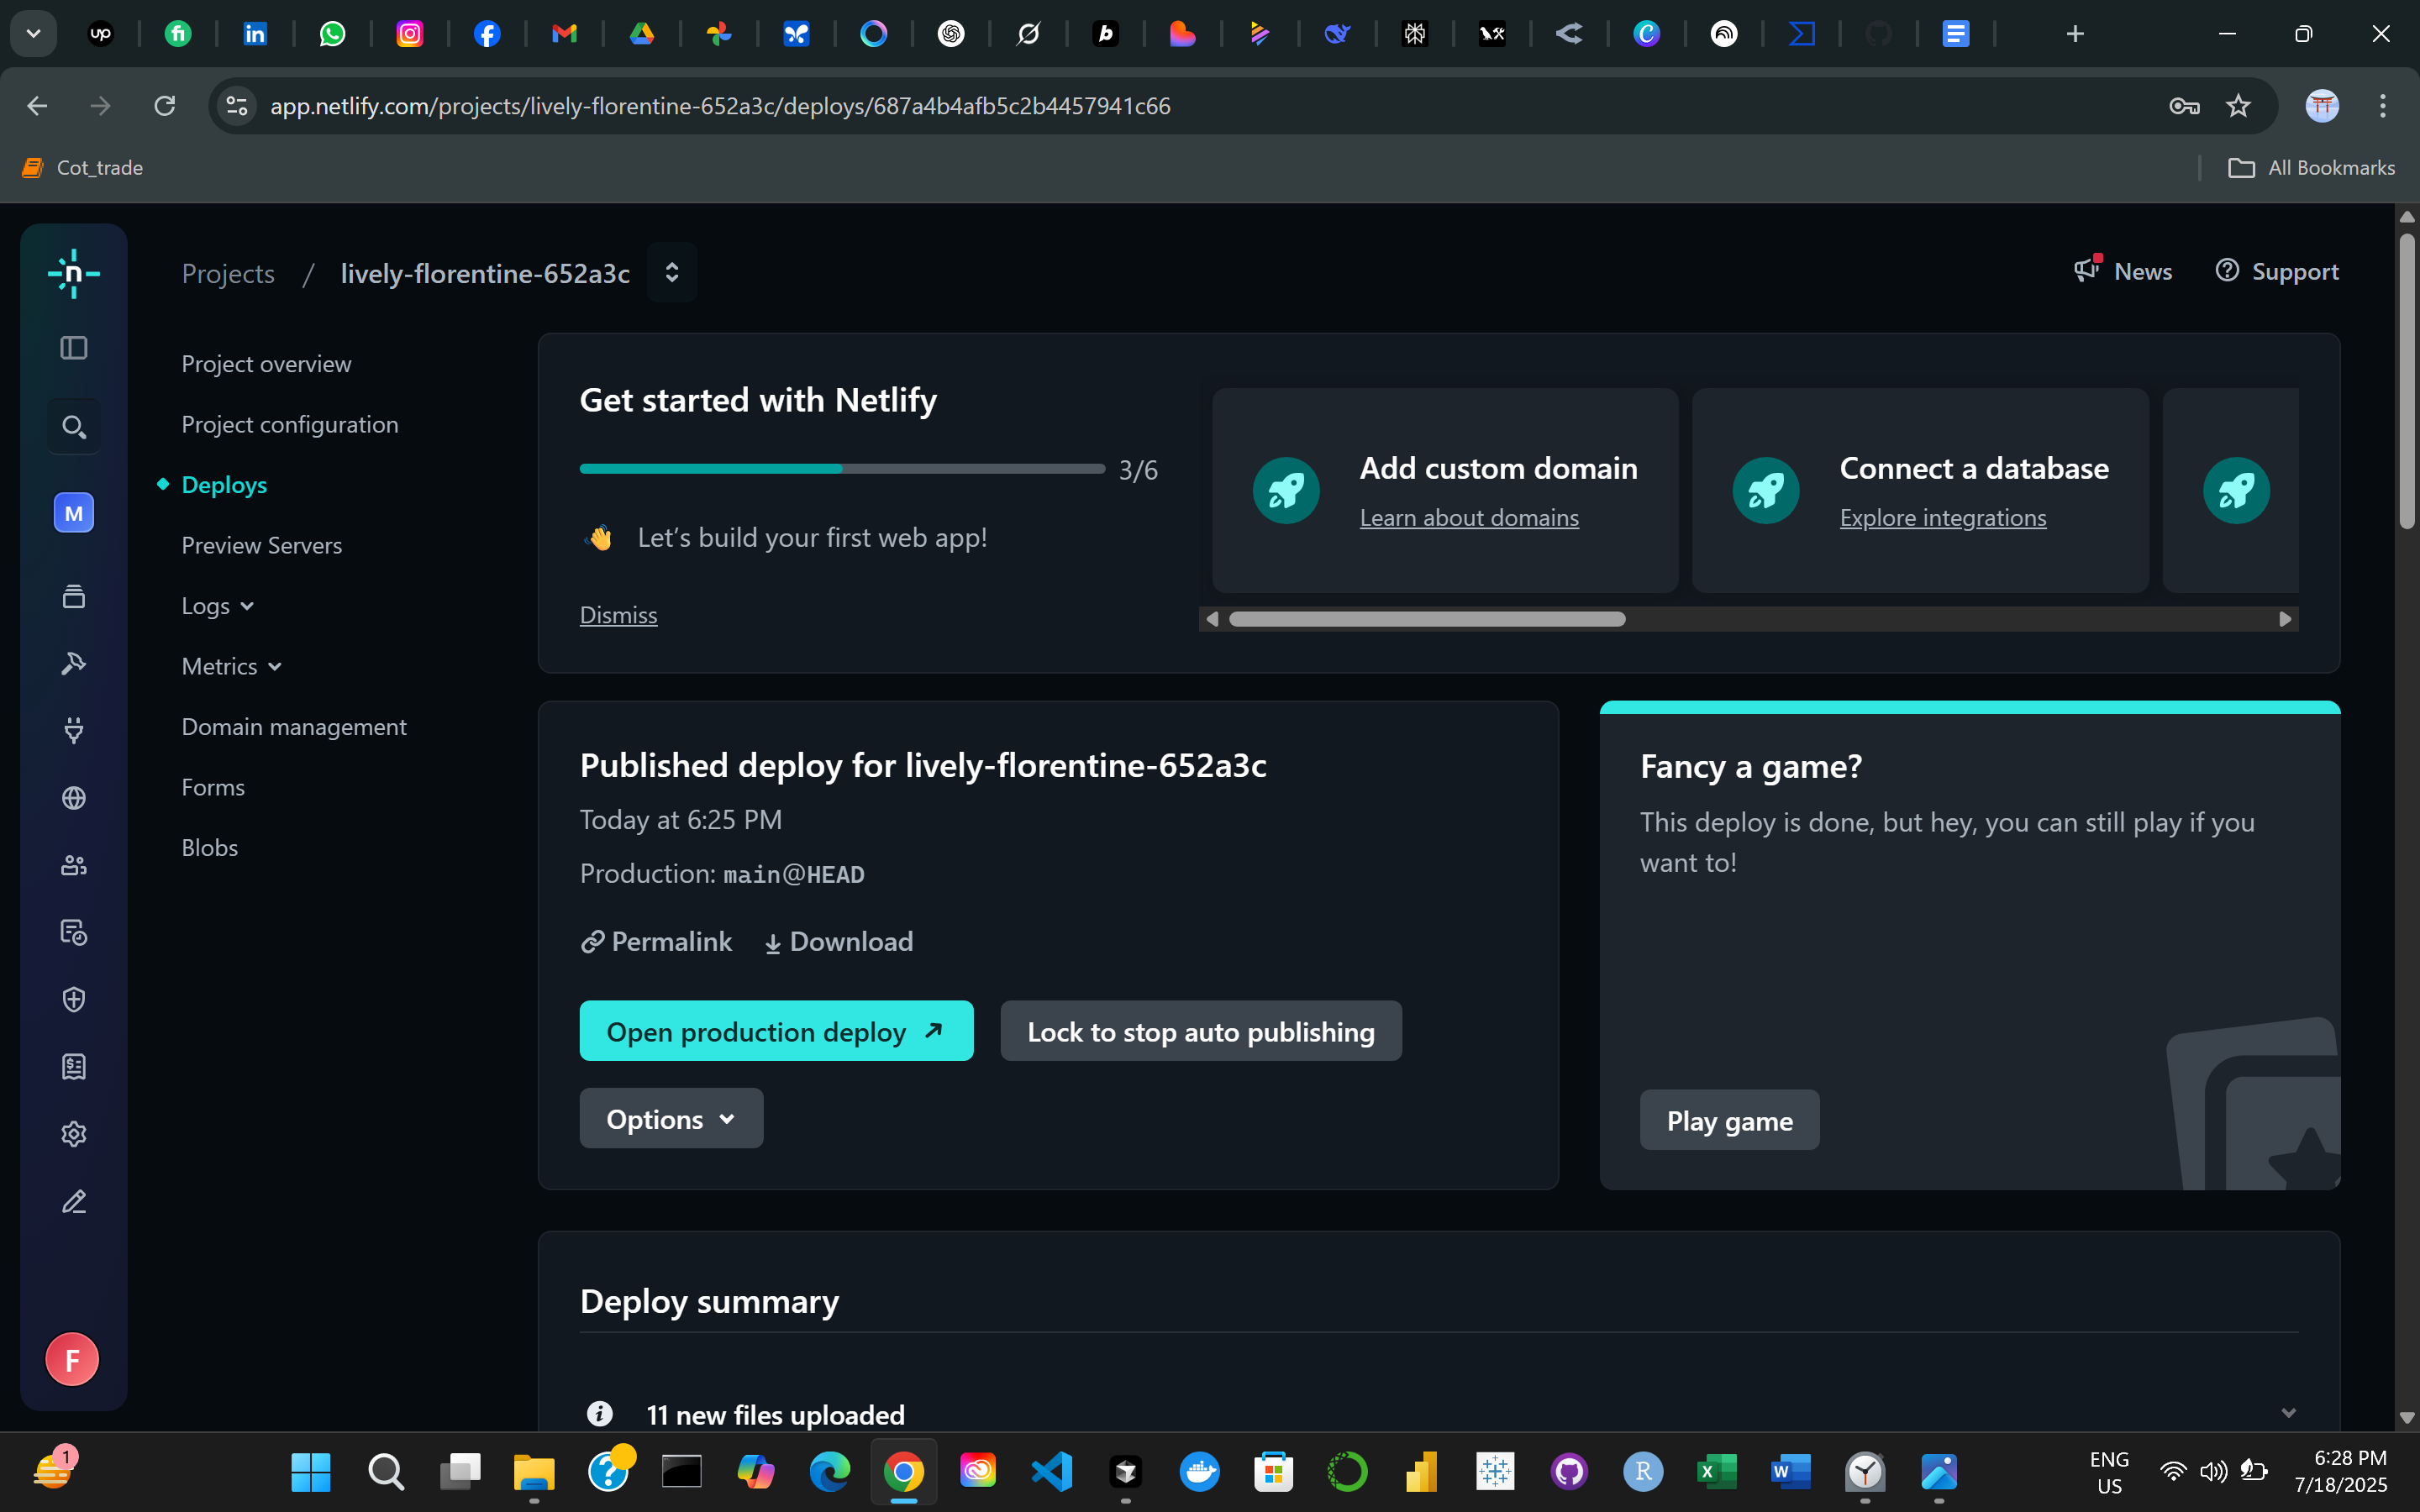 app.netlify.com/projects/lively-florentine-652a3c/deploys/687a4b4afb5c2b4457941c66
Cot_trade
All Bookmarks
Projects / lively-florentine-652a3c
News
Support
Project overview
Project configuration
Deploys
Preview Servers
Logs
Metrics
Domain management
Forms
Blobs
M
F
Get started with Netlify
3/6
👋 Let’s build your first web app!
Dismiss
Add custom domain
Learn about domains
Connect a database
Explore integrations
Published deploy for lively-florentine-652a3c
Today at 6:25 PM
Production: main@HEAD
Permalink
Download
Open production deploy
Lock to stop auto publishing
Options
Fancy a game?
This deploy is done, but hey, you can still play if you
want to!
Play game
Deploy summary
11 new files uploaded
1
ENG
US
6:28 PM
7/18/2025